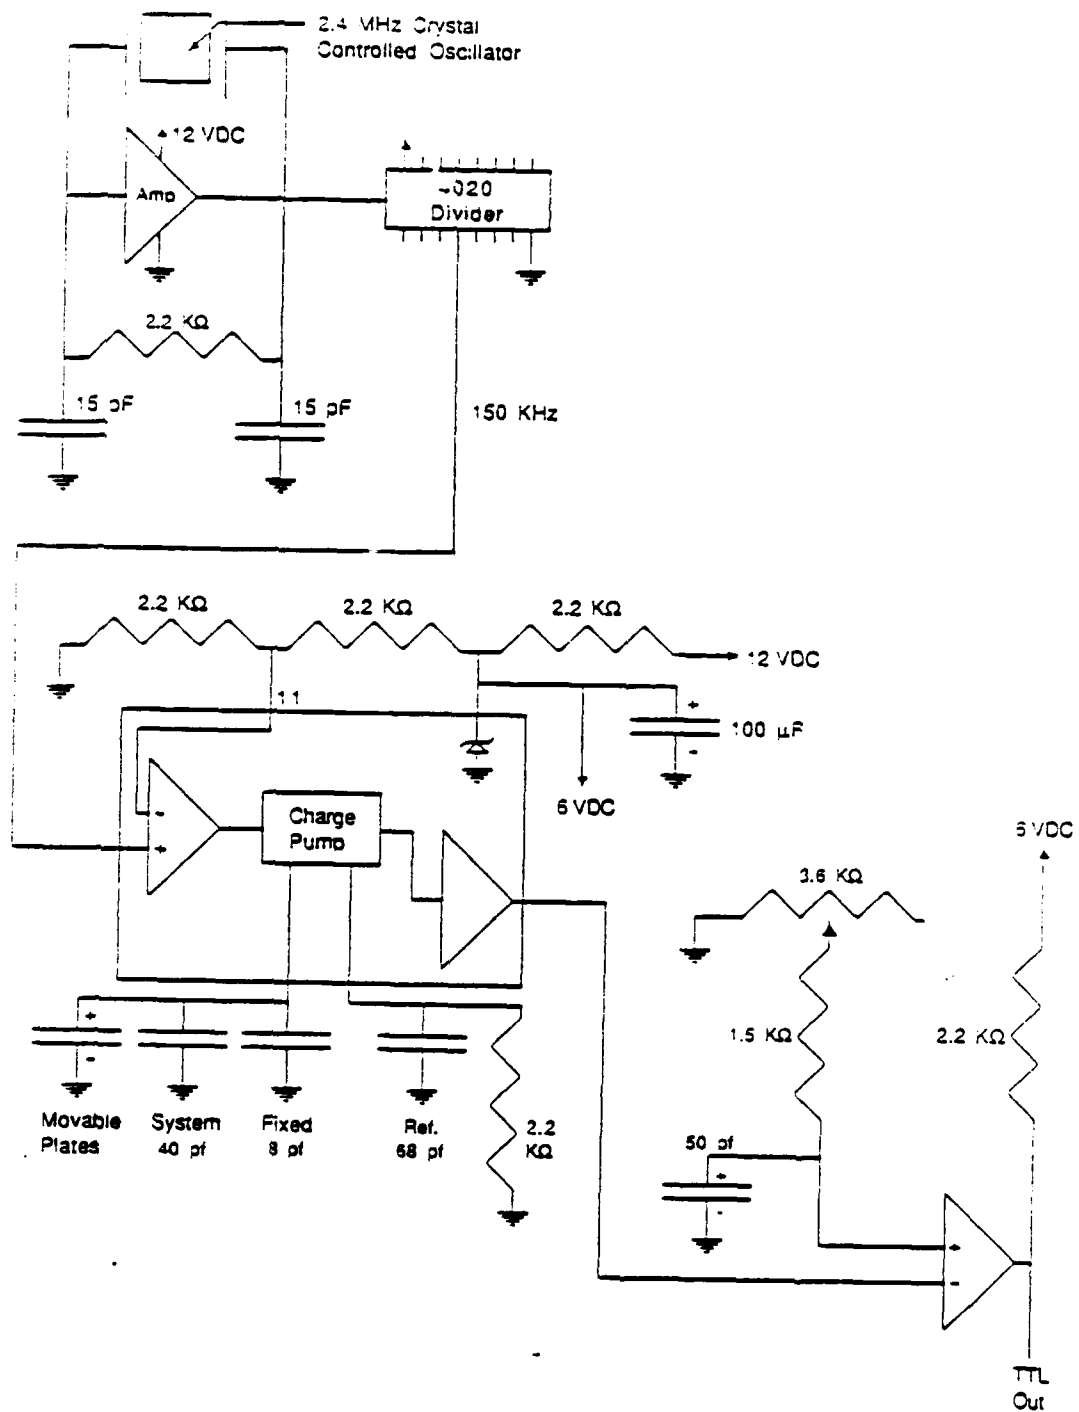 2.4 MHz Crystal
Controlled Oscillator
12 VDC
Amp
4020
Divider
2.2 KΩ
15 pF
15 pF
150 KHz
2.2 KΩ
2.2 KΩ
2.2 KΩ
12 VDC
11
100 µF
6 VDC
Charge
Pump
-
+
+
-
5 VDC
3.6 KΩ
1.5 KΩ
2.2 KΩ
+
-
Movable
Plates
System
40 pf
Fixed
8 pf
Ref.
68 pf
2.2
KΩ
50 pf
+
-
+
-
TTL
Out